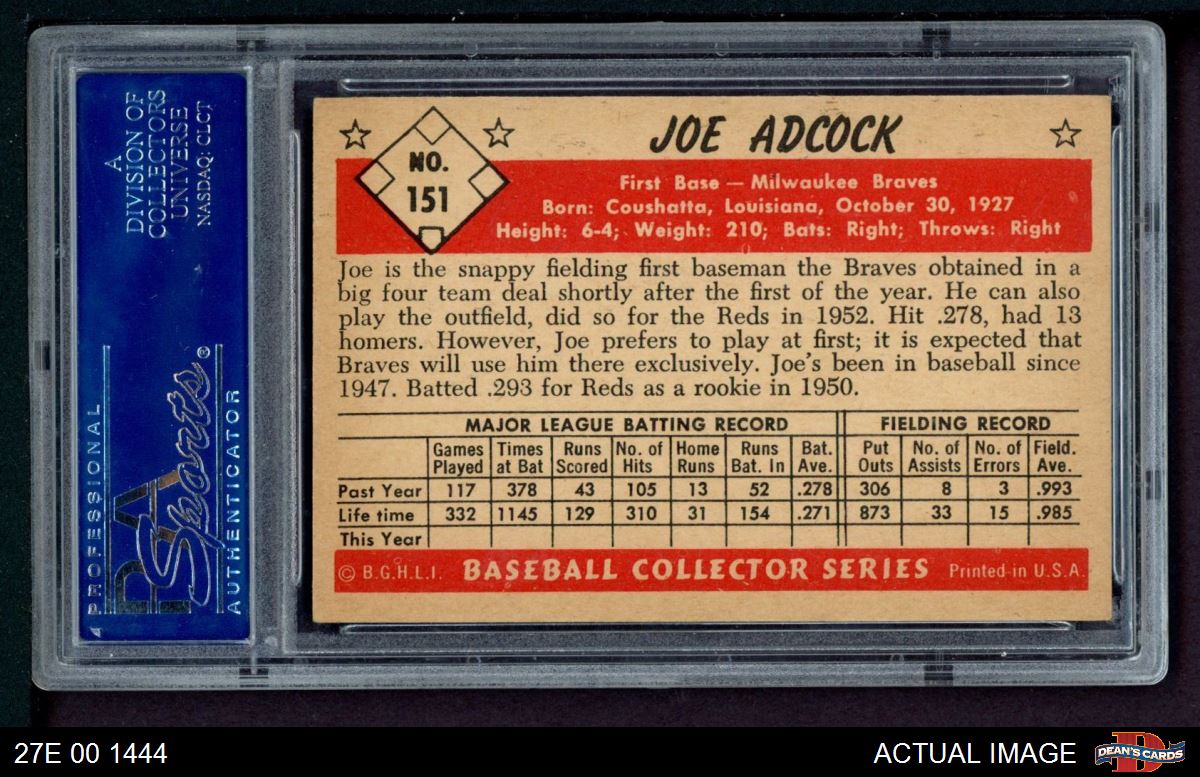 A
DIVISION OF
COLLECTORS
UNIVERSE
NASDAQ: CLCT
PROFESSIONAL
PSA
Sports®
AUTHENTICATOR
NO.
151
JOE ADCOCK
First Base — Milwaukee Braves
Born: Coushatta, Louisiana, October 30, 1927
Height: 6-4; Weight: 210; Bats: Right; Throws: Right
Joe is the snappy fielding first baseman the Braves obtained in a
big four team deal shortly after the first of the year. He can also
play the outfield, did so for the Reds in 1952. Hit .278, had 13
homers. However, Joe prefers to play at first; it is expected that
Braves will use him there exclusively. Joe's been in baseball since
1947. Batted .293 for Reds as a rookie in 1950.
MAJOR LEAGUE BATTING RECORD FIELDING RECORD
Games Times Runs No. of Home Runs Bat. Put No. of No. of Field.
Played at Bat Scored Hits Runs Bat. In Ave. Outs Assists Errors Ave.
Past Year 117 378 43 105 13 52 .278 306 8 3 .993
Life time 332 1145 129 310 31 154 .271 873 33 15 .985
This Year
© B.G.H.L.I. BASEBALL COLLECTOR SERIES Printed in U.S.A.
27E 00 1444
ACTUAL IMAGE
DEAN'S CARDS